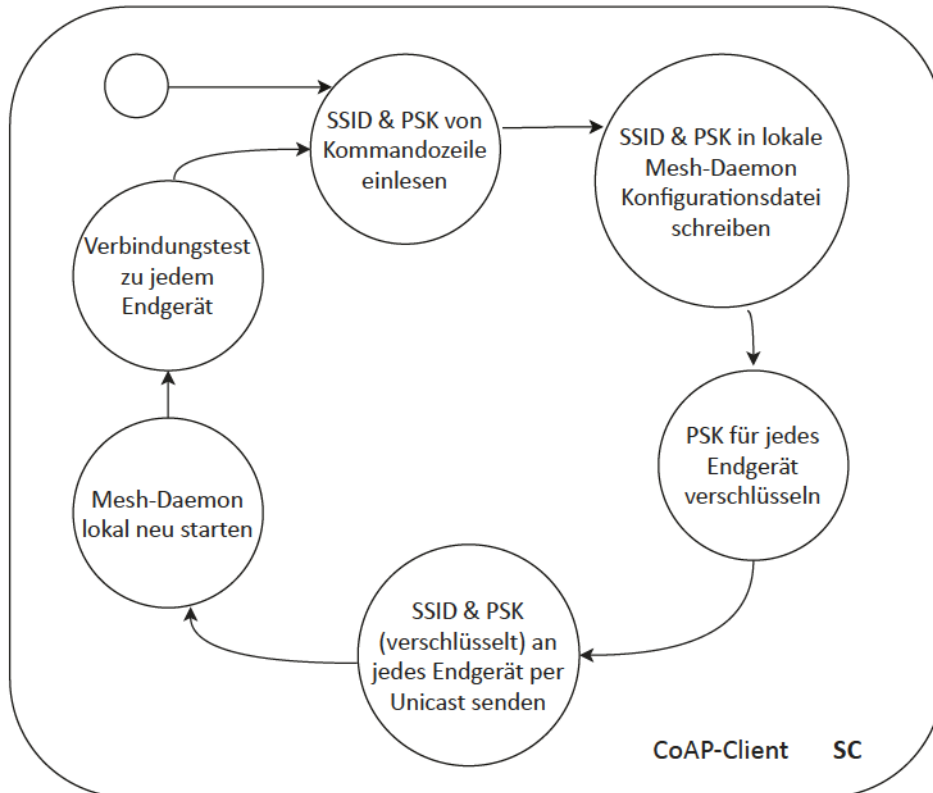 SSID & PSK von
Kommandozeile
einlesen
SSID & PSK in lokale
Mesh-Daemon
Konfigurationsdatei
schreiben
PSK für jedes
Endgerät
verschlüseln
SSID & PSK
(verschlüsselt) an
jedes Endgerät per
Unicast senden
Mesh-Daemon
lokal neu starten
Verbindungstest
zu jedem
Endgerät
CoAP-Client SC